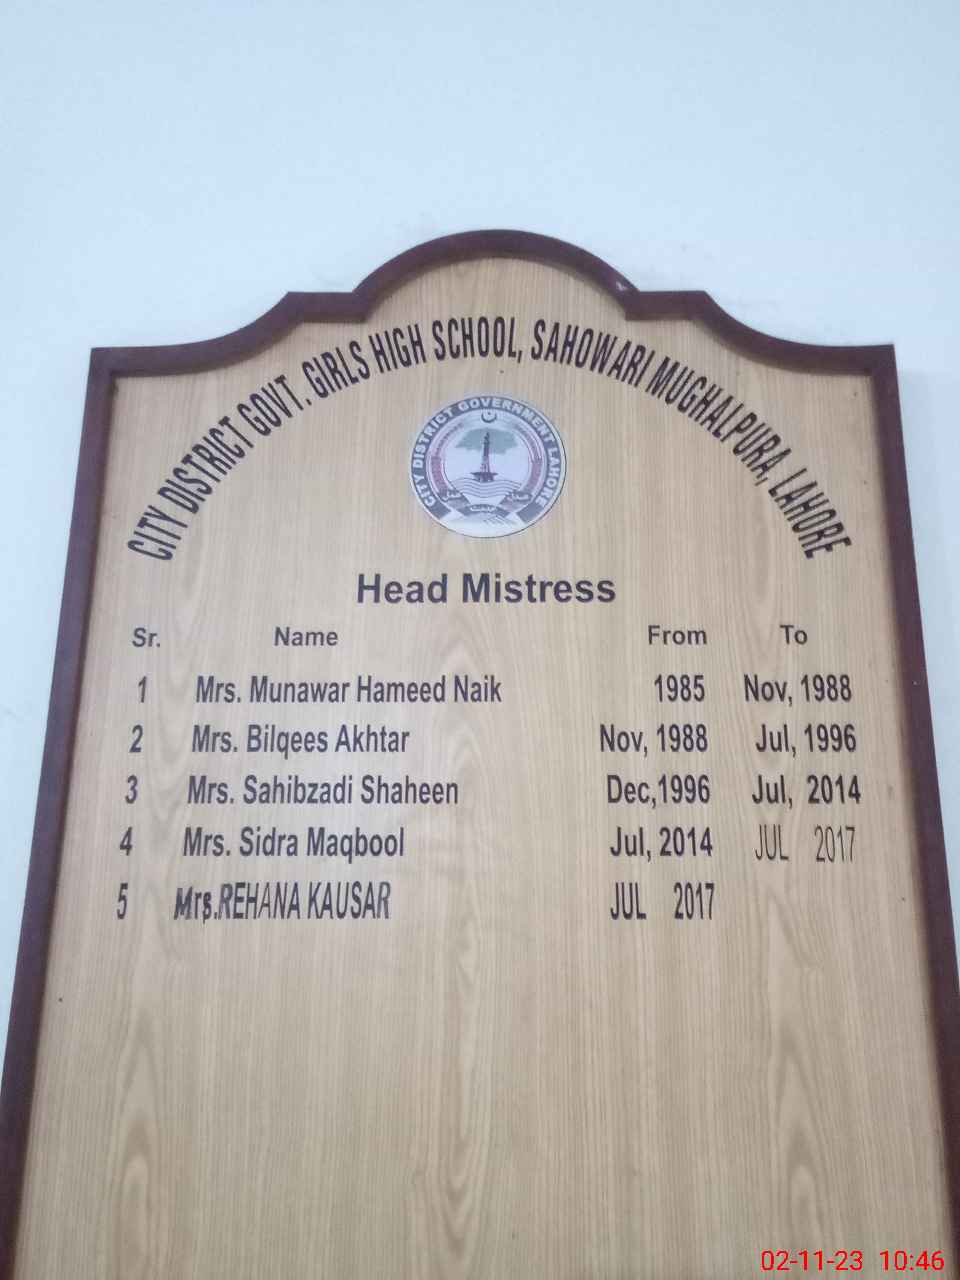 CITY DISTRICT GOVT. GIRLS HIGH SCHOOL, SAHOWARI MUGHALPURA, LAHORE
CITY DISTRICT GOVERNMENT LAHORE
Head Mistress
Sr. Name From To
1 Mrs. Munawar Hameed Naik 1985 Nov, 1988
2 Mrs. Bilqees Akhtar Nov, 1988 Jul, 1996
3 Mrs. Sahibzadi Shaheen Dec,1996 Jul, 2014
4 Mrs. Sidra Maqbool Jul, 2014 JUL 2017
5 Mrs.REHANA KAUSAR JUL 2017
02-11-23 10:46